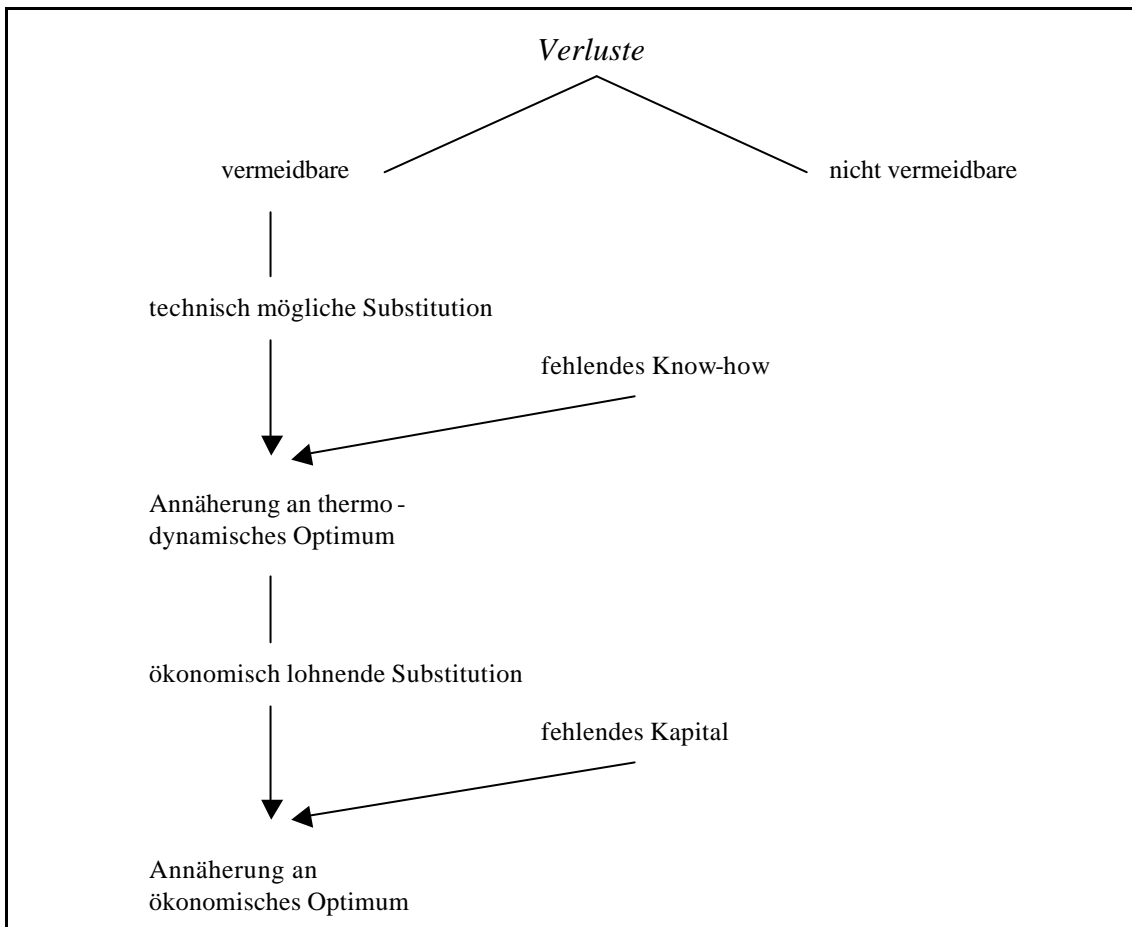 Verluste
vermeidbare
nicht vermeidbare
technisch mögliche Substitution
fehlendes Know-how
Annäherung an thermo -
dynamisches Optimum
ökonomisch lohnende Substitution
fehlendes Kapital
Annäherung an
ökonomisches Optimum